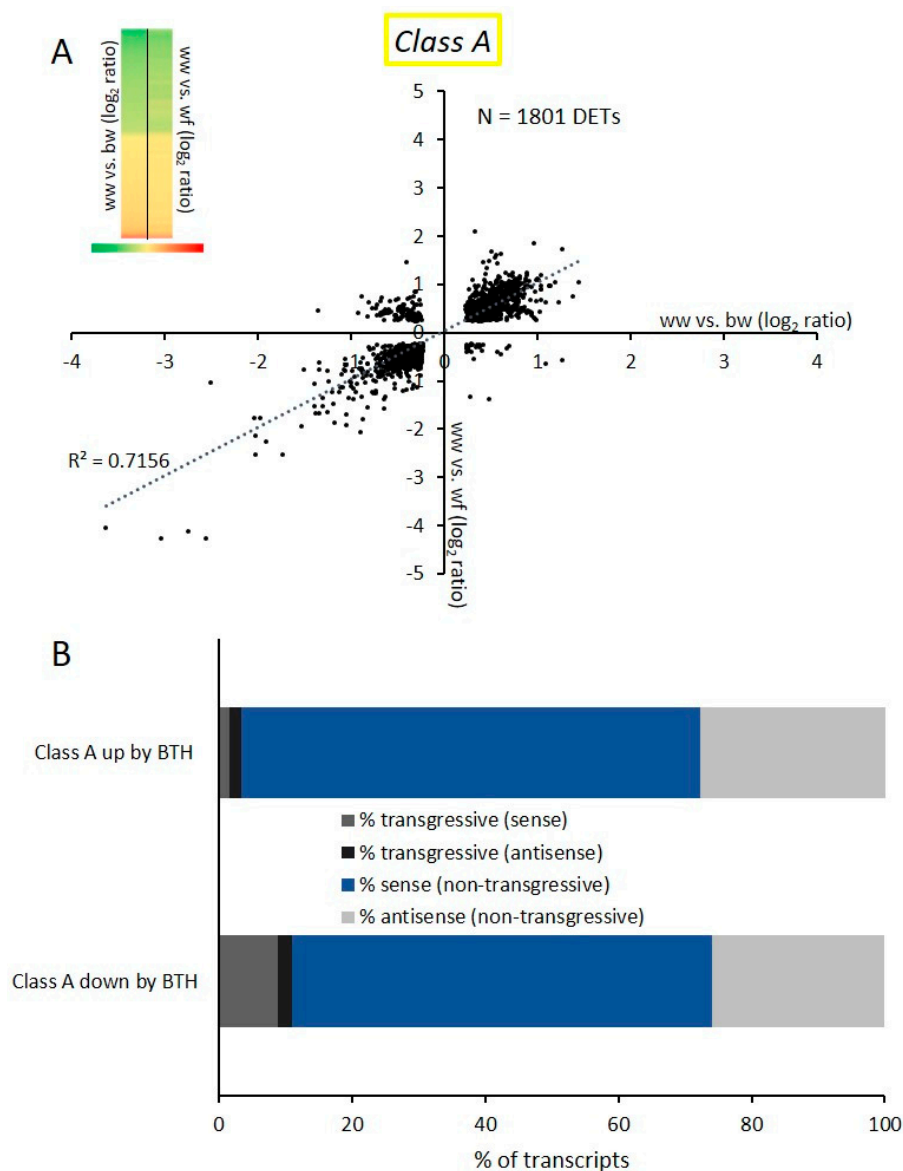 A
Class A
ww vs. bw (log₂ ratio)
ww vs. wf (log₂ ratio)
N = 1801 DETs
5
4
3
2
1
0
-1
-2
-3
-4
-5
-4
-3
-2
-1
0
1
2
3
4
ww vs. bw (log₂ ratio)
ww vs. wf (log₂ ratio)
R² = 0.7156
B
Class A up by BTH
% transgressive (sense)
% transgressive (antisense)
% sense (non-transgressive)
% antisense (non-transgressive)
Class A down by BTH
0
20
40
60
80
100
% of transcripts